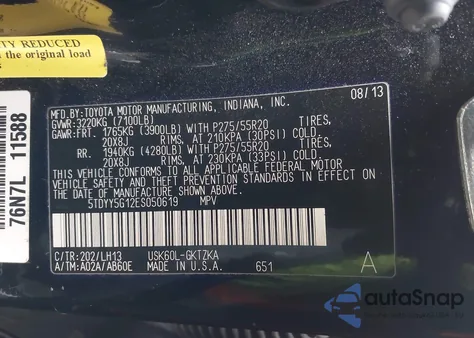 TY REDUCED
n the original load
76N7L 11588
MFD.BY:TOYOTA MOTOR MANUFACTURING, INDIANA, INC.
08/13
GVWR:3220KG (7100LB)
GAWR:FRT. 1765KG (3900LB) WITH P275/55R20 TIRES,
20X8J RIMS, AT 210KPA (30PSI) COLD.
RR. 1940KG (4280LB) WITH P275/55R20 TIRES,
20X8J RIMS, AT 230KPA (33PSI) COLD.
THIS VEHICLE CONFORMS TO ALL APPLICABLE FEDERAL MOTOR
VEHICLE SAFETY AND THEFT PREVENTION STANDARDS IN EFFECT
ON THE DATE OF MANUFACTURE SHOWN ABOVE.
5TDYY5G12ES050619 MPV
C/TR:202/LH13 USK60L-GKTZKA
A/TM:A02A/AB60E MADE IN U.S.A. 651
A
autoSnap